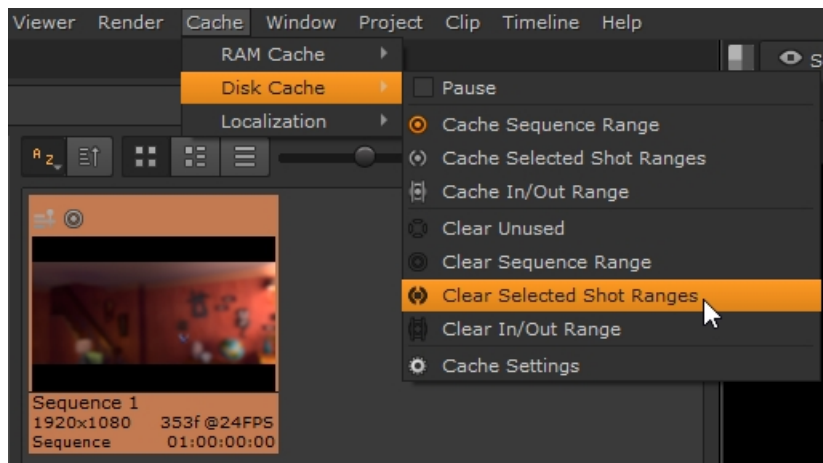 Viewer Render Cache Window Project Clip Timeline Help
RAM Cache
Disk Cache
Localization
S
Pause
Cache Sequence Range
Cache Selected Shot Ranges
Cache In/Out Range
Clear Unused
Clear Sequence Range
Clear Selected Shot Ranges
Clear In/Out Range
Cache Settings
A Z
Sequence 1
1920x1080 353f@24FPS
Sequence 01:00:00:00